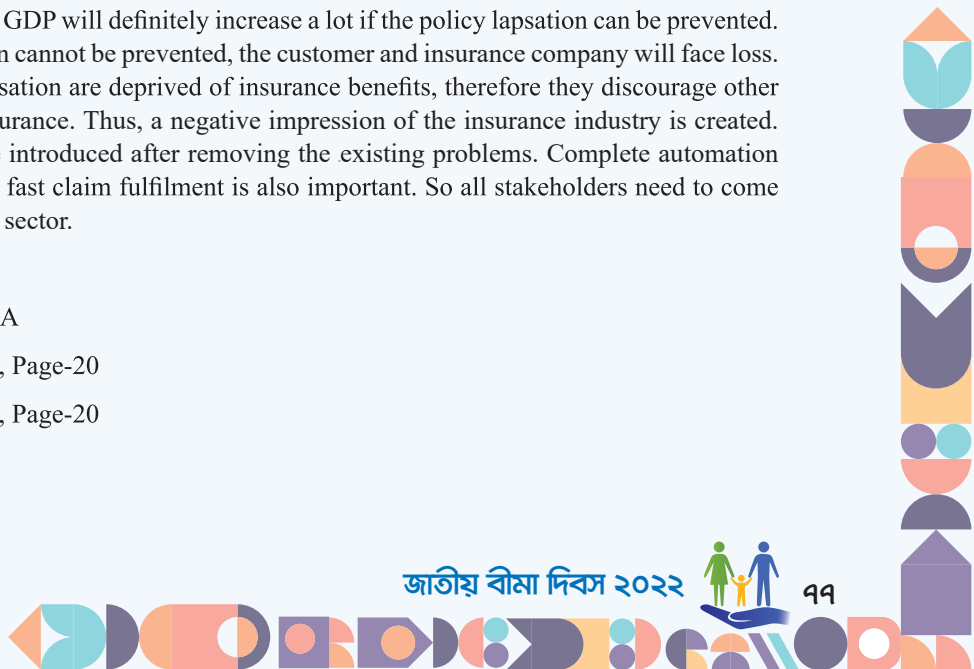 GDP will definitely increase a lot if the policy lapsation can be prevented.
n cannot be prevented, the customer and insurance company will face loss.
sation are deprived of insurance benefits, therefore they discourage other
urance. Thus, a negative impression of the insurance industry is created.
introduced after removing the existing problems. Complete automation
fast claim fulfilment is also important. So all stakeholders need to come
sector.
A
, Page-20
, Page-20
জাতীয় বীমা দিবস ২০২২
৭৭